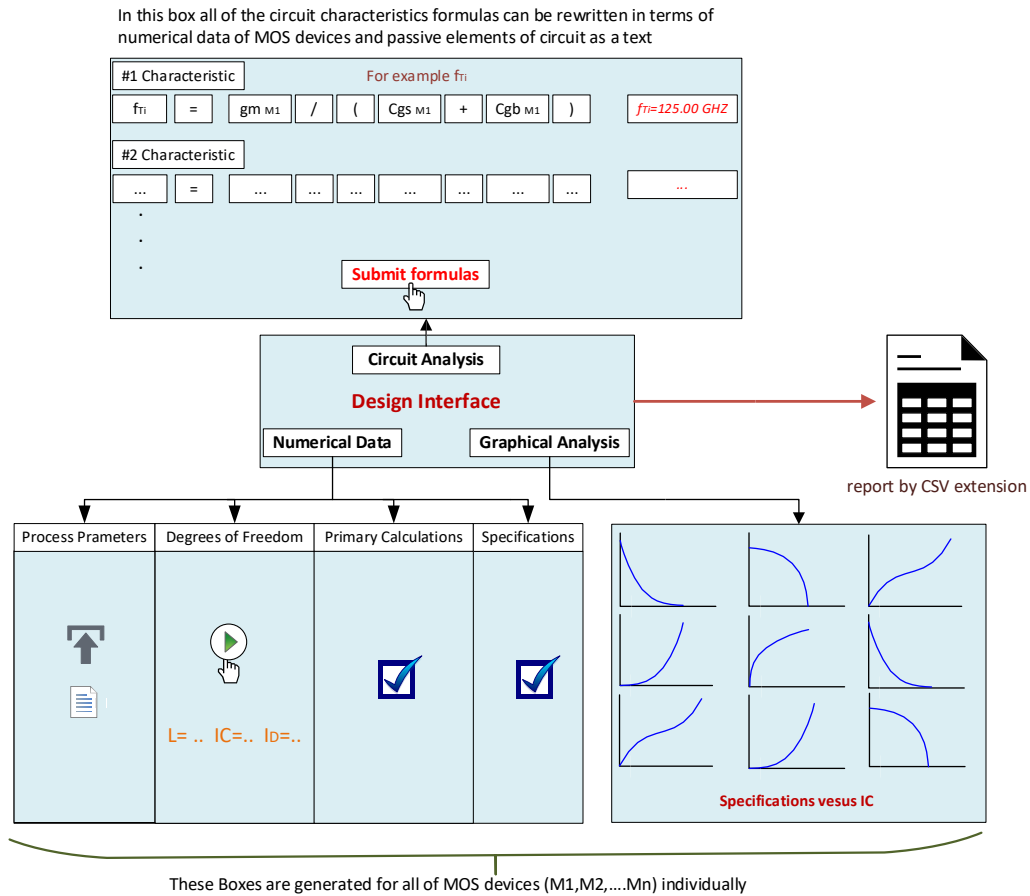 In this box all of the circuit characteristics formulas can be rewritten in terms of
numerical data of MOS devices and passive elements of circuit as a text
#1 Characteristic
For example fTi
fTi = gm M1 / ( Cgs M1 + Cgb M1 ) fTi=125.00 GHZ
#2 Characteristic
... = ... ... ... ... ... ... ... ...
.
.
.
Submit formulas
Circuit Analysis
Design Interface
Numerical Data Graphical Analysis
report by CSV extension
Process Prameters Degrees of Freedom Primary Calculations Specifications
L= .. IC=.. ID=..
Specifications vesus IC
These Boxes are generated for all of MOS devices (M1,M2,....Mn) individually